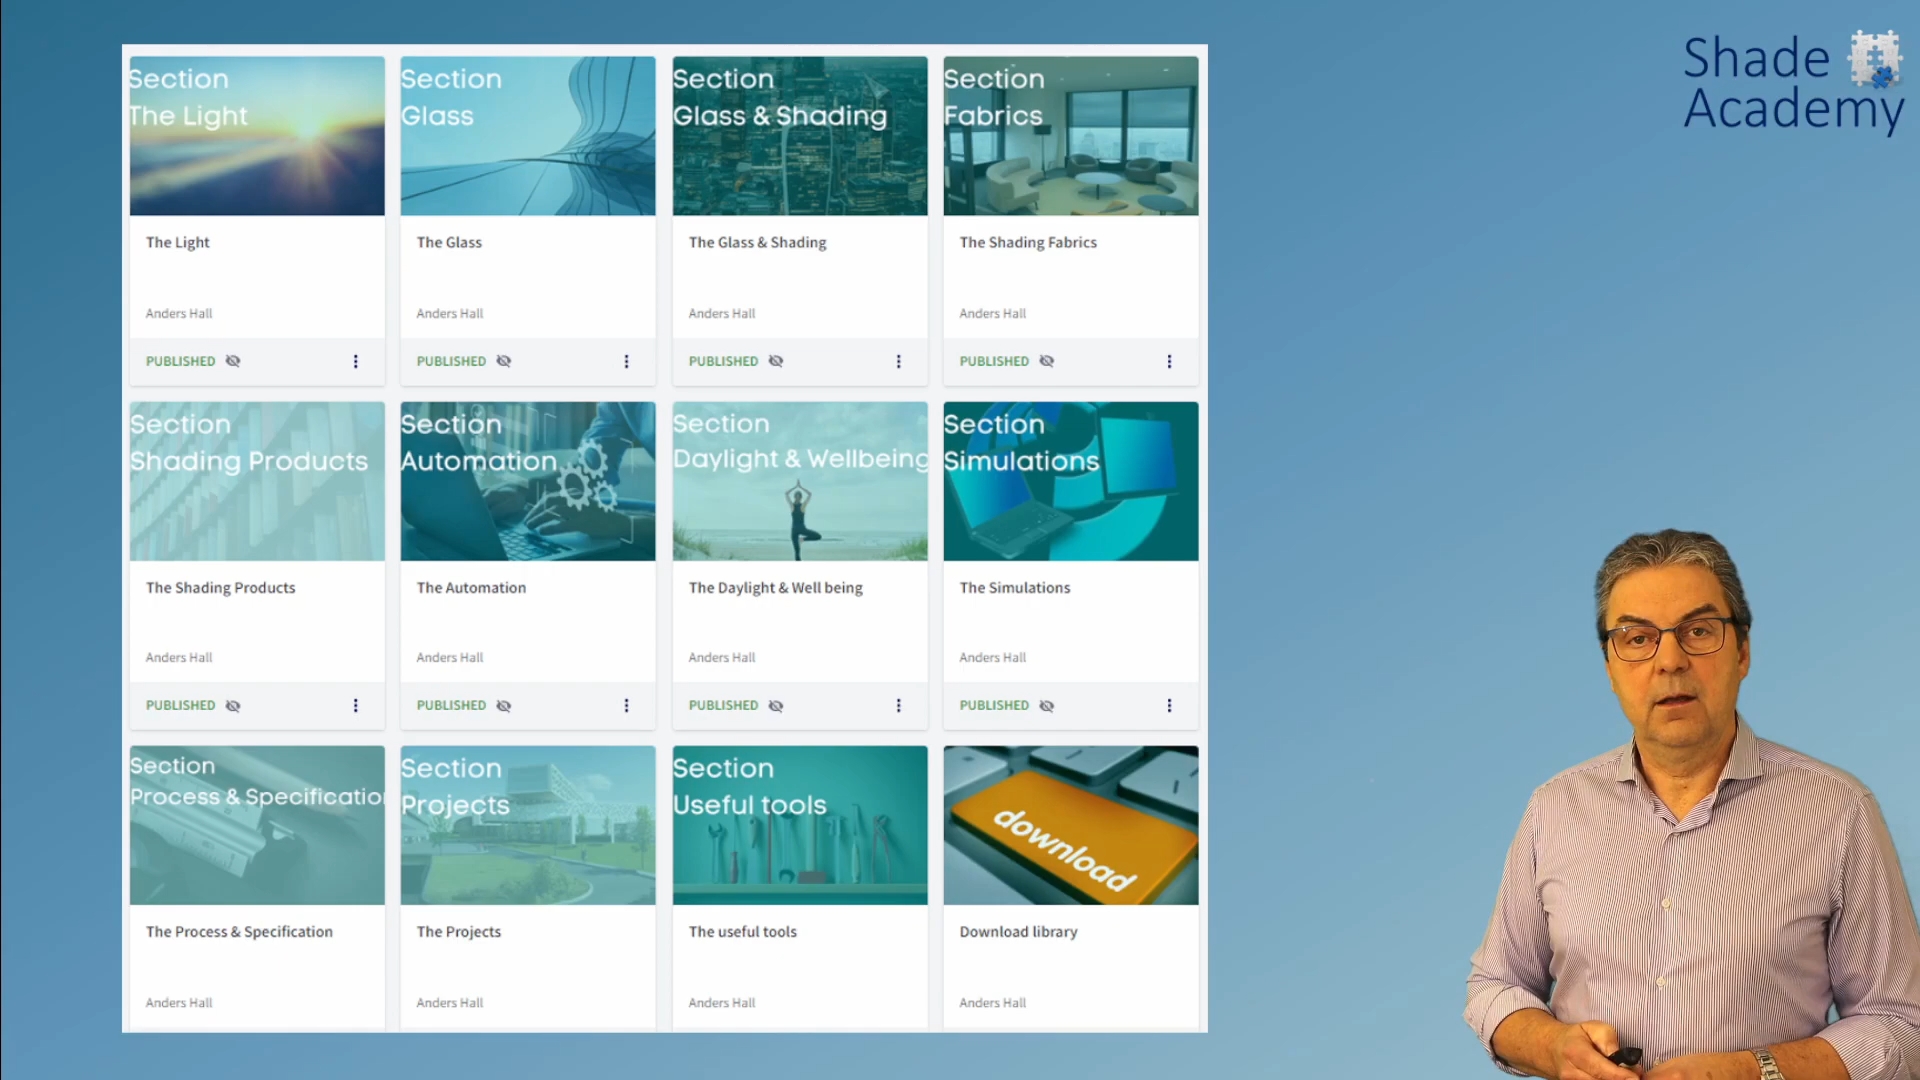 Shade
Academy
Section
The Light
Section
Glass
Section
Glass & Shading
Section
Fabrics
The Light
The Glass
The Glass & Shading
The Shading Fabrics
Anders Hall
Anders Hall
Anders Hall
Anders Hall
PUBLISHED
PUBLISHED
PUBLISHED
PUBLISHED
Section
Shading Products
Section
Automation
Section
Daylight & Wellbeing
Section
Simulations
The Shading Products
The Automation
The Daylight & Well being
The Simulations
Anders Hall
Anders Hall
Anders Hall
Anders Hall
PUBLISHED
PUBLISHED
PUBLISHED
PUBLISHED
Section
Process & Specificatio
Section
Projects
Section
Useful tools
download
The Process & Specification
The Projects
The useful tools
Download library
Anders Hall
Anders Hall
Anders Hall
Anders Hall